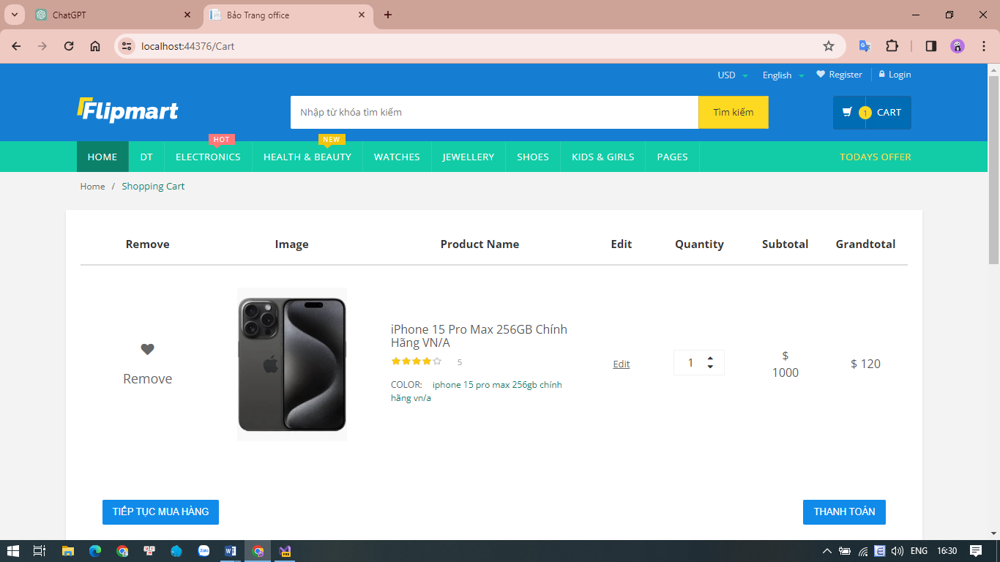 ChatGPT
Bảo Trang office
localhost:44376/Cart
USD English Register Login
Flipmart
Nhập từ khóa tìm kiếm
Tìm kiếm
1 CART
HOT NEW
HOME DT ELECTRONICS HEALTH & BEAUTY WATCHES JEWELLERY SHOES KIDS & GIRLS PAGES TODAYS OFFER
Home / Shopping Cart
Remove Image Product Name Edit Quantity Subtotal Grandtotal
Remove
iPhone 15 Pro Max 256GB Chính
Hãng VN/A
5
COLOR: iphone 15 pro max 256gb chính
hãng vn/a
Edit
1
$
1000
$ 120
TIẾP TỤC MUA HÀNG
THANH TOÁN
ENG 16:30